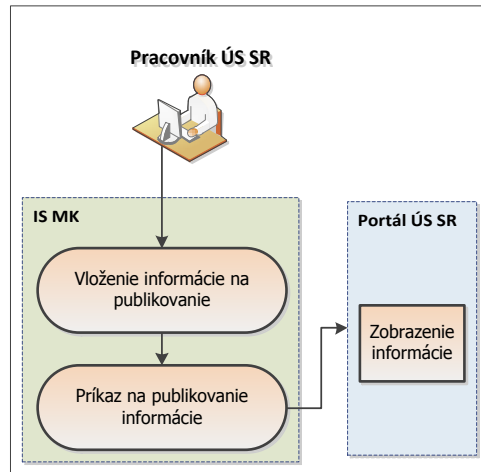 Pracovník ÚS SR
IS MK
Vloženie informácie na
publikovanie
Príkaz na publikovanie
informácie
Portál ÚS SR
Zobrazenie
informácie